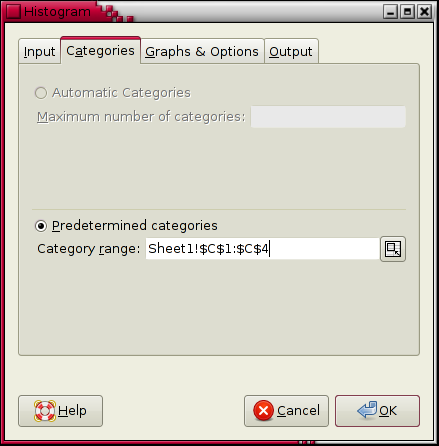 Histogram
Input Categories Graphs & Options Output
Automatic Categories
Maximum number of categories:
Predetermined categories
Category range: Sheet1!$C$1:$C$4
Help Cancel OK